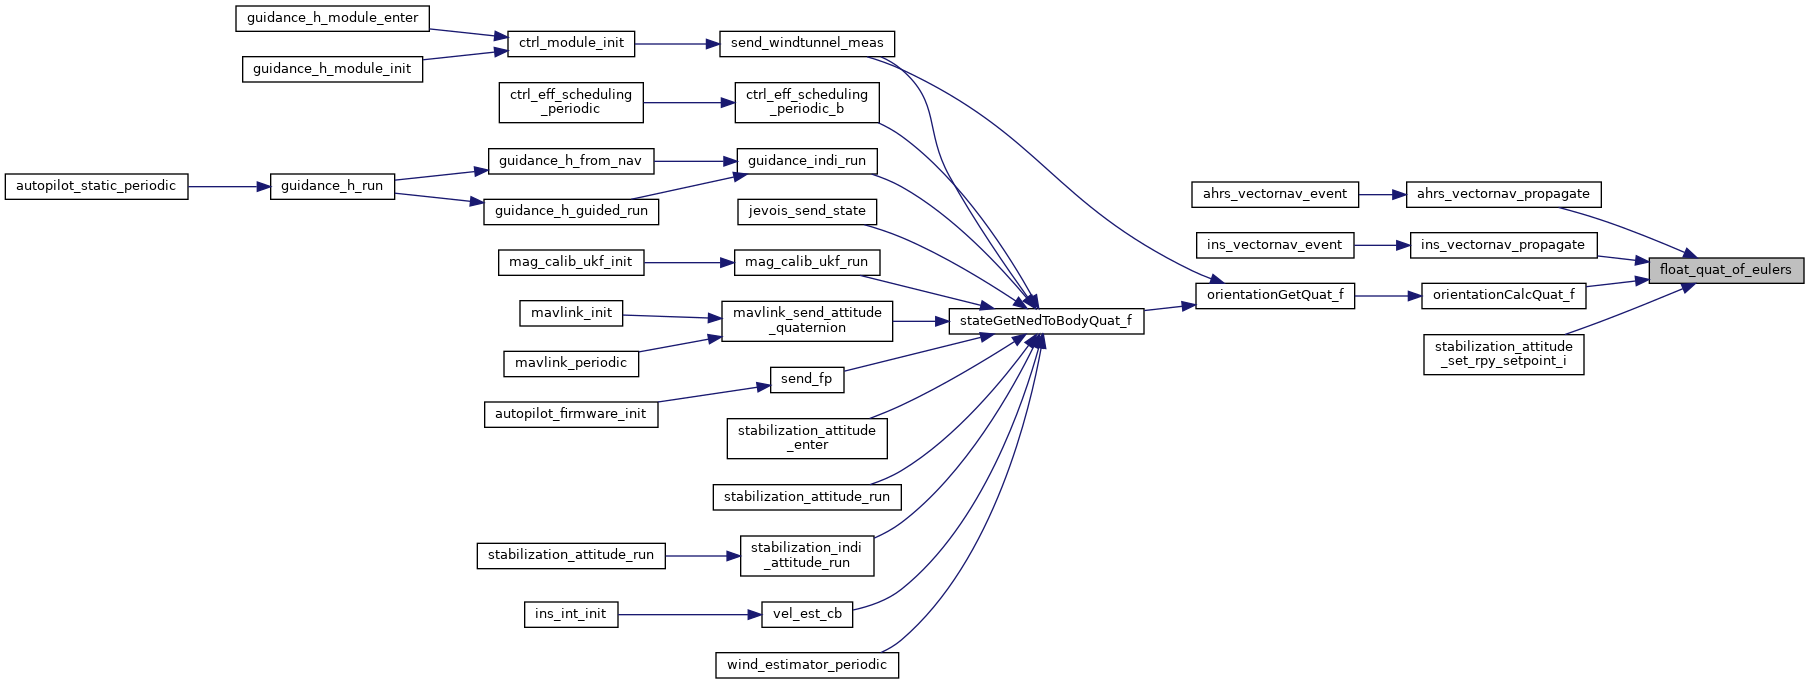 guidance_h_module_enter
ctrl_module_init
send_windtunnel_meas
guidance_h_module_init
ctrl_eff_scheduling
_periodic
ctrl_eff_scheduling
_periodic_b
guidance_h_from_nav
guidance_indi_run
autopilot_static_periodic
guidance_h_run
guidance_h_guided_run
jevois_send_state
ahrs_vectornav_event
ahrs_vectornav_propagate
ins_vectornav_event
ins_vectornav_propagate
float_quat_of_eulers
mag_calib_ukf_init
mag_calib_ukf_run
orientationGetQuat_f
orientationCalcQuat_f
mavlink_init
mavlink_send_attitude
_quaternion
stateGetNedToBodyQuat_f
stabilization_attitude
_set_rpy_setpoint_i
mavlink_periodic
send_fp
autopilot_firmware_init
stabilization_attitude
_enter
stabilization_attitude_run
stabilization_attitude_run
stabilization_indi
_attitude_run
ins_int_init
vel_est_cb
wind_estimator_periodic